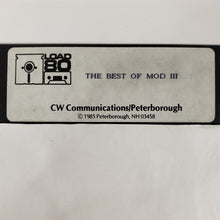 LOAD
80
THE BEST OF MOD III
CW Communications/Peterborough
© 1985 Peterborough, NH 03458